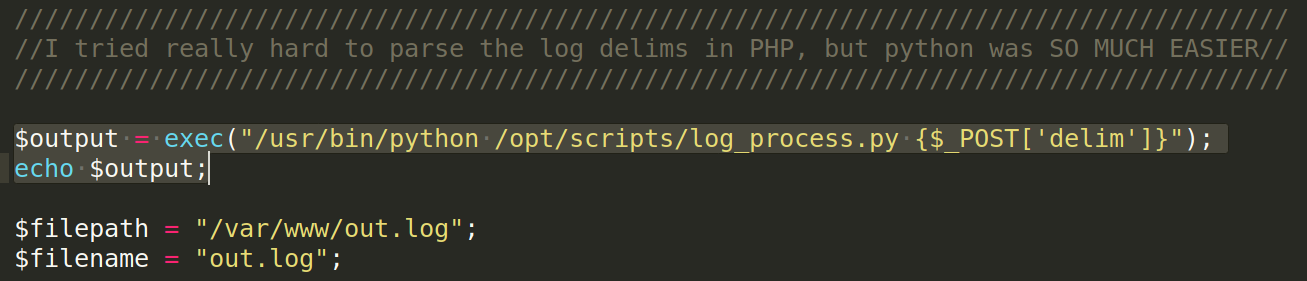 /////////////////////////////////////////////////////////////////////////////////////
//I tried really hard to parse the log delims in PHP, but python was SO MUCH EASIER//
/////////////////////////////////////////////////////////////////////////////////////
$output = exec("/usr/bin/python /opt/scripts/log_process.py {$_POST['delim']}");
echo $output;
$filepath = "/var/www/out.log";
$filename = "out.log";